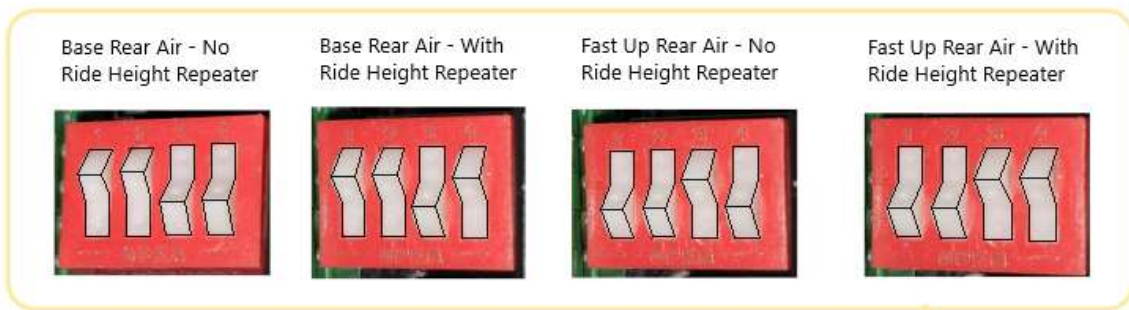 Base Rear Air - No
Ride Height Repeater
Base Rear Air - With
Ride Height Repeater
Fast Up Rear Air - No
Ride Height Repeater
Fast Up Rear Air - With
Ride Height Repeater